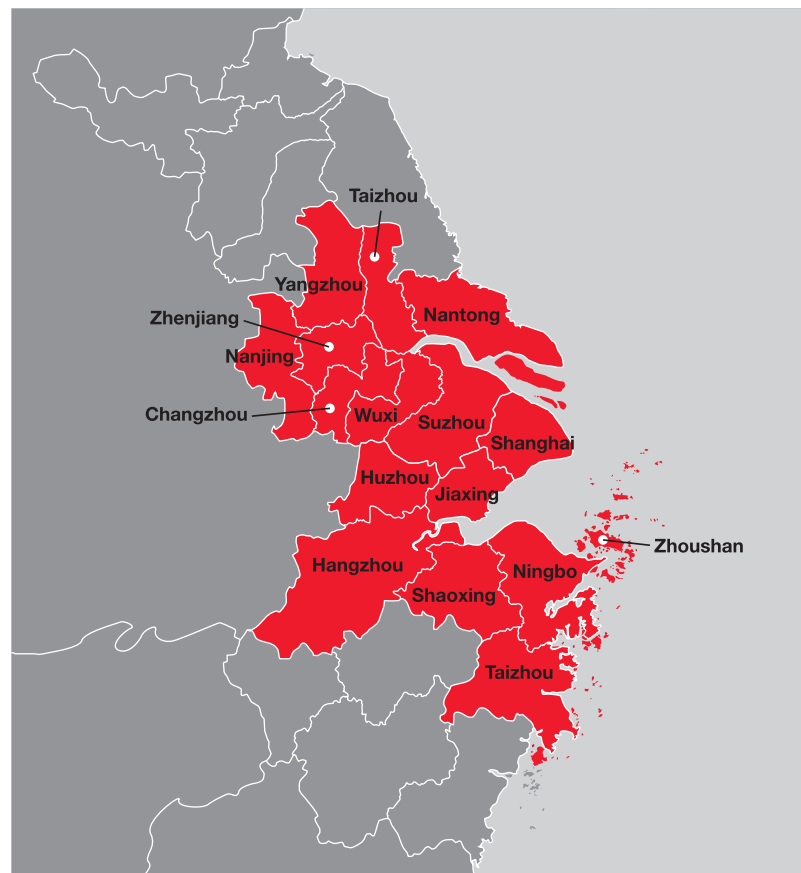 Taizhou
Yangzhou
Zhenjiang
Nantong
Nanjing
Changzhou
Wuxi
Suzhou
Shanghai
Huzhou
Jiaxing
Zhoushan
Hangzhou
Ningbo
Shaoxing
Taizhou